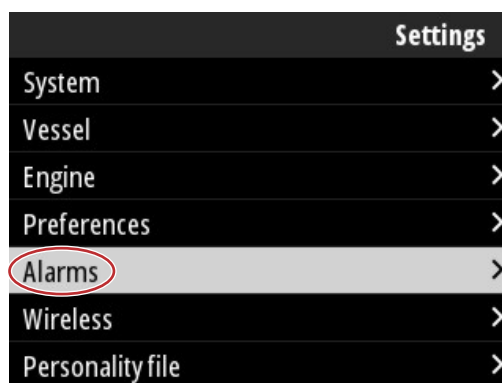 Settings
System
Vessel
Engine
Preferences
Alarms
Wireless
Personality file